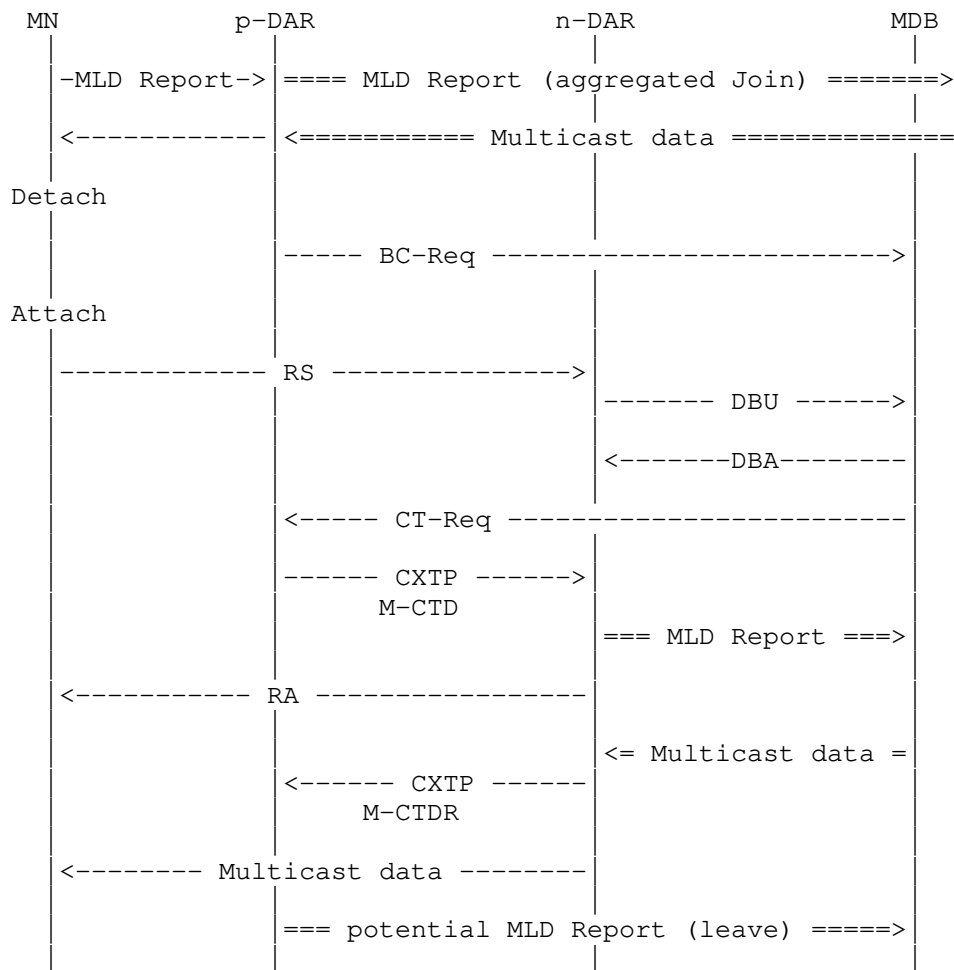 MN p-DAR n-DAR MDB
|-MLD Report->|==== MLD Report (aggregated Join) =======>
|<------------|<=========== Multicast data ==============
Detach
|----- BC-Req ------------------------->|
Attach
|------------- RS --------------->|
|------- DBU ------>|
|<-------DBA--------|
|<----- CT-Req -------------------------|
|------ CXTP ------>|
M-CTD
|=== MLD Report ===>|
|<----------- RA -----------------|
|<= Multicast data =|
|<------ CXTP ------|
M-CTDR
|<-------- Multicast data --------|
|=== potential MLD Report (leave) =====>|